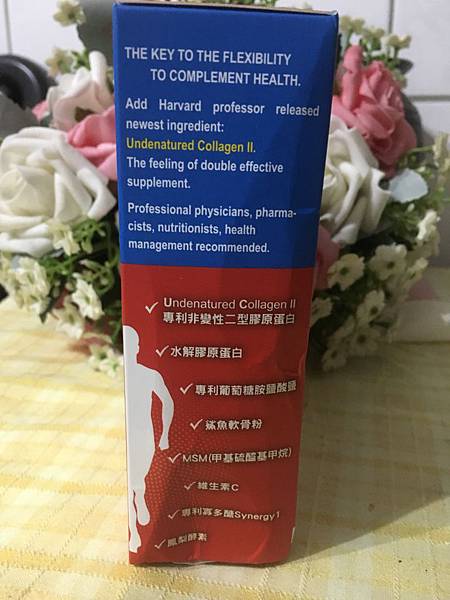 THE KEY TO THE FLEXIBILITY
TO COMPLEMENT HEALTH.
Add Harvard professor released
newest ingredient:
Undenatured Collagen II.
The feeling of double effective
supplement.
Professional physicians, pharma-
cists, nutritionists, health
management recommended.
✓ Undenatured Collagen II
專利非變性二型膠原蛋白
✓水解膠原蛋白
✓專利葡萄糖胺鹽酸鹽
✓鯊魚軟骨粉
✓MSM(甲基硫醯基甲烷)
✓維生素C
✓專利寡多醣Synergy1
✓鳳梨酵素